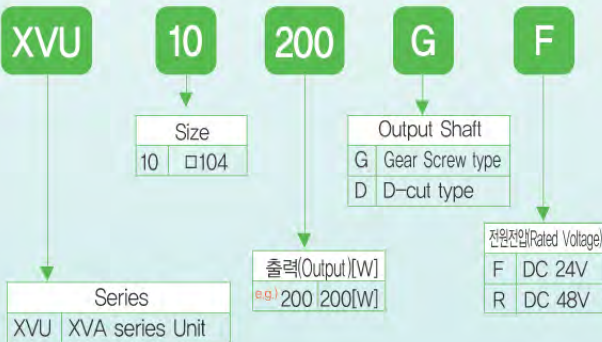 XVU 10 200 G F
Size
10 □104
Output Shaft
G Gear Screw type
D D-cut type
전원전압(Rated Voltage)
F DC 24V
R DC 48V
출력(Output)[W]
e.g.) 200 200[W]
Series
XVU XVA series Unit